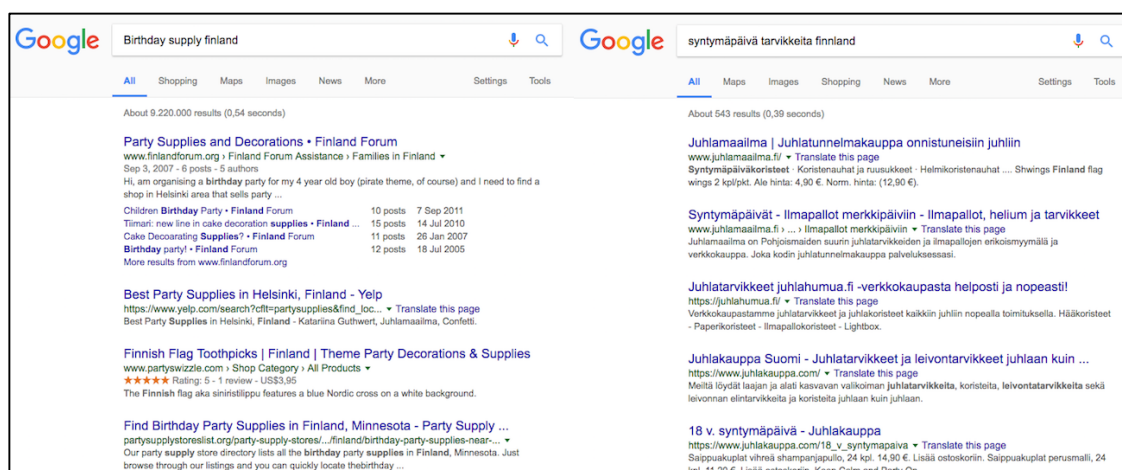 Google
Birthday supply finland
All Shopping Maps Images News More Settings Tools
About 9.220.000 results (0,54 seconds)
Party Supplies and Decorations • Finland Forum
www.finlandforum.org › Finland Forum Assistance › Families in Finland
Sep 3, 2007 - 6 posts - 5 authors
Hi, am organising a birthday party for my 4 year old boy (pirate theme, of course) and I need to find a
shop in Helsinki area that sells party ...
Children Birthday Party • Finland Forum 10 posts 7 Sep 2011
Tiimari: new line in cake decoration supplies • Finland ... 15 posts 14 Jul 2010
Cake Decoarating Supplies? • Finland Forum 11 posts 26 Jan 2007
Birthday party! • Finland Forum 12 posts 18 Jul 2005
More results from www.finlandforum.org
Best Party Supplies in Helsinki, Finland - Yelp
https://www.yelp.com/search?cflt=partysupplies&find_loc... Translate this page
Best Party Supplies in Helsinki, Finland - Katariina Guthwert, Juhlamaailma, Confetti.
Finnish Flag Toothpicks | Finland | Theme Party Decorations & Supplies
www.partyswizzle.com › Shop Category › All Products
★★★★★ Rating: 5 - 1 review - US$3,95
The Finnish flag aka siniristilippu features a blue Nordic cross on a white background.
Find Birthday Party Supplies in Finland, Minnesota - Party Supply ...
partysupplystoreslist.org/party-supply-stores/.../finland/birthday-party-supplies-near-...
Our party supply store directory lists all the birthday party supplies in Finland, Minnesota. Just
browse through our listings and you can quickly locate thebirthday ...
Google
syntymäpäivä tarvikkeita finnland
All Maps Images Shopping News More Settings Tools
About 543 results (0,39 seconds)
Juhlamaailma | Juhlatunnelmakauppa onnistuneisiin juhliin
www.juhlamaailma.fi/ Translate this page
Syntymäpäiväkoristeet · Koristenauhat ja ruusukkeet · Helmikoristenauhat .... Shwings Finland flag
wings 2 kpl/pkt. Ale hinta: 4,90 €. Norm. hinta: (12,90 €).
Syntymäpäivät - Ilmapallot merkkipäiviin - Ilmapallot, helium ja tarvikkeet
www.juhlamaailma.fi › ... › Ilmapallot merkkipäiviin Translate this page
Juhlamaailma on Pohjoismaiden suurin juhlatarvikkeiden ja ilmapallojen erikoismyymälä ja
verkkokauppa. Joka kodin juhlatunnelmakauppa palveluksessasi.
Juhlatarvikkeet juhlahumua.fi -verkkokaupasta helposti ja nopeasti!
https://juhlahumua.fi/ Translate this page
Verkkokaupastamme juhlatarvikkeet ja juhlakoristeet kaikkiin juhliin nopealla toimituksella. Hääkoristeet
- Paperikoristeet - Ilmapallokoristeet - Lightbox.
Juhlakauppa Suomi - Juhlatarvikkeet ja leivontarvikkeet juhlaan kuin ...
https://www.juhlakauppa.com/ Translate this page
Meiltä löydät laajan ja alati kasvavan valikoiman juhlatarvikkeita, koristeita, leivontatarvikkeita sekä
leivonnan elintarvikkeita ja koristeita juhlaan kuin juhlaan.
18 v. syntymäpäivä - Juhlakauppa
https://www.juhlakauppa.com/18_v_syntymapaiva Translate this page
Saippuakuplat vihreä shampanjapullo, 24 kpl. 14,90 €. Lisää ostoskoriin. Saippuakuplat perusmalli, 24